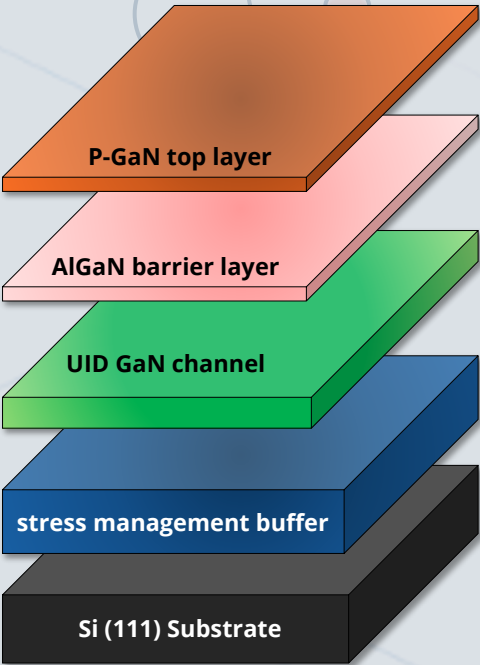 P-GaN top layer
AlGaN barrier layer
UID GaN channel
stress management buffer
Si (111) Substrate